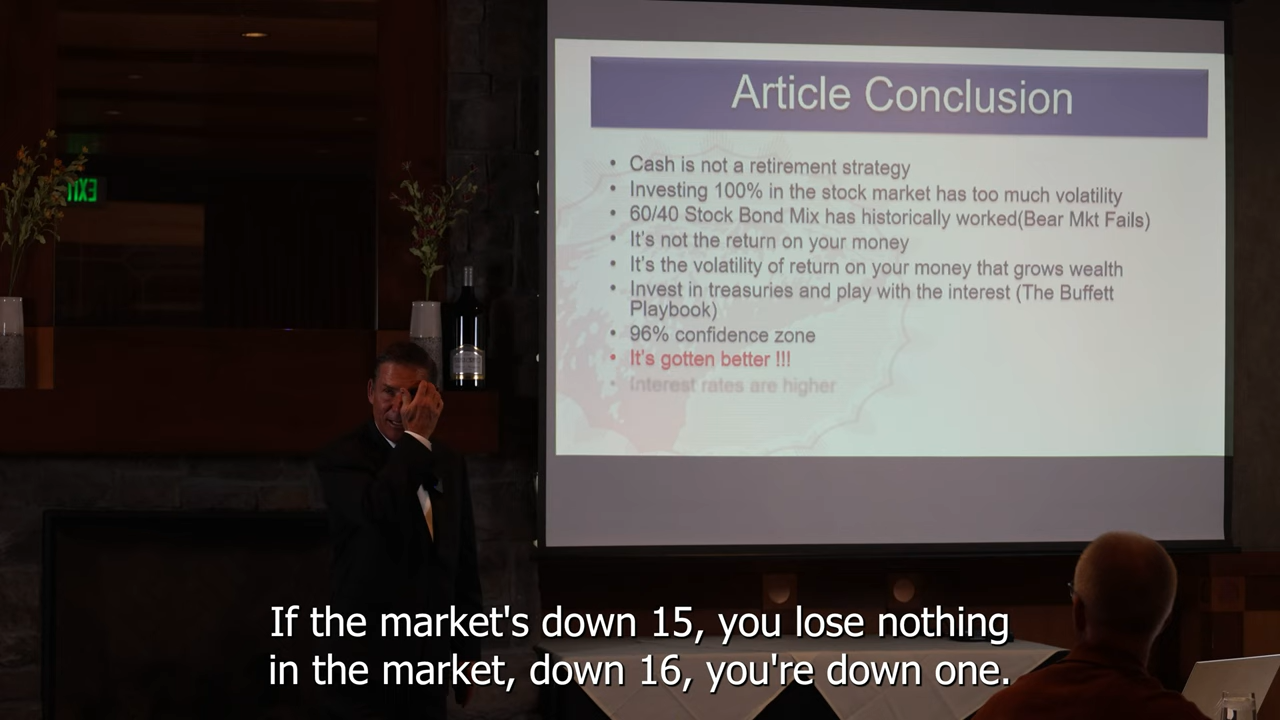 Article Conclusion
• Cash is not a retirement strategy
• Investing 100% in the stock market has too much volatility
• 60/40 Stock Bond Mix has historically worked(Bear Mkt Fails)
• It's not the return on your money
• It's the volatility of return on your money that grows wealth
• Invest in treasuries and play with the interest (The Buffett
Playbook)
• 96% confidence zone
• It's gotten better !!!
• Interest rates are higher
EXIT
If the market's down 15, you lose nothing
in the market, down 16, you're down one.